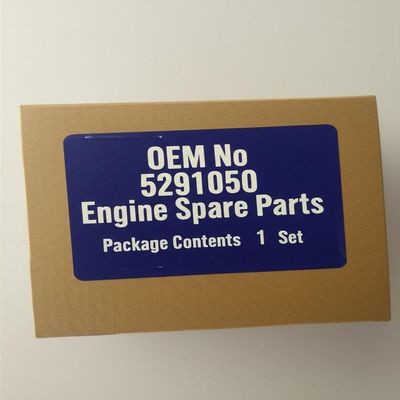 OEM No
5291050
Engine Spare Parts
Package Contents 1 Set